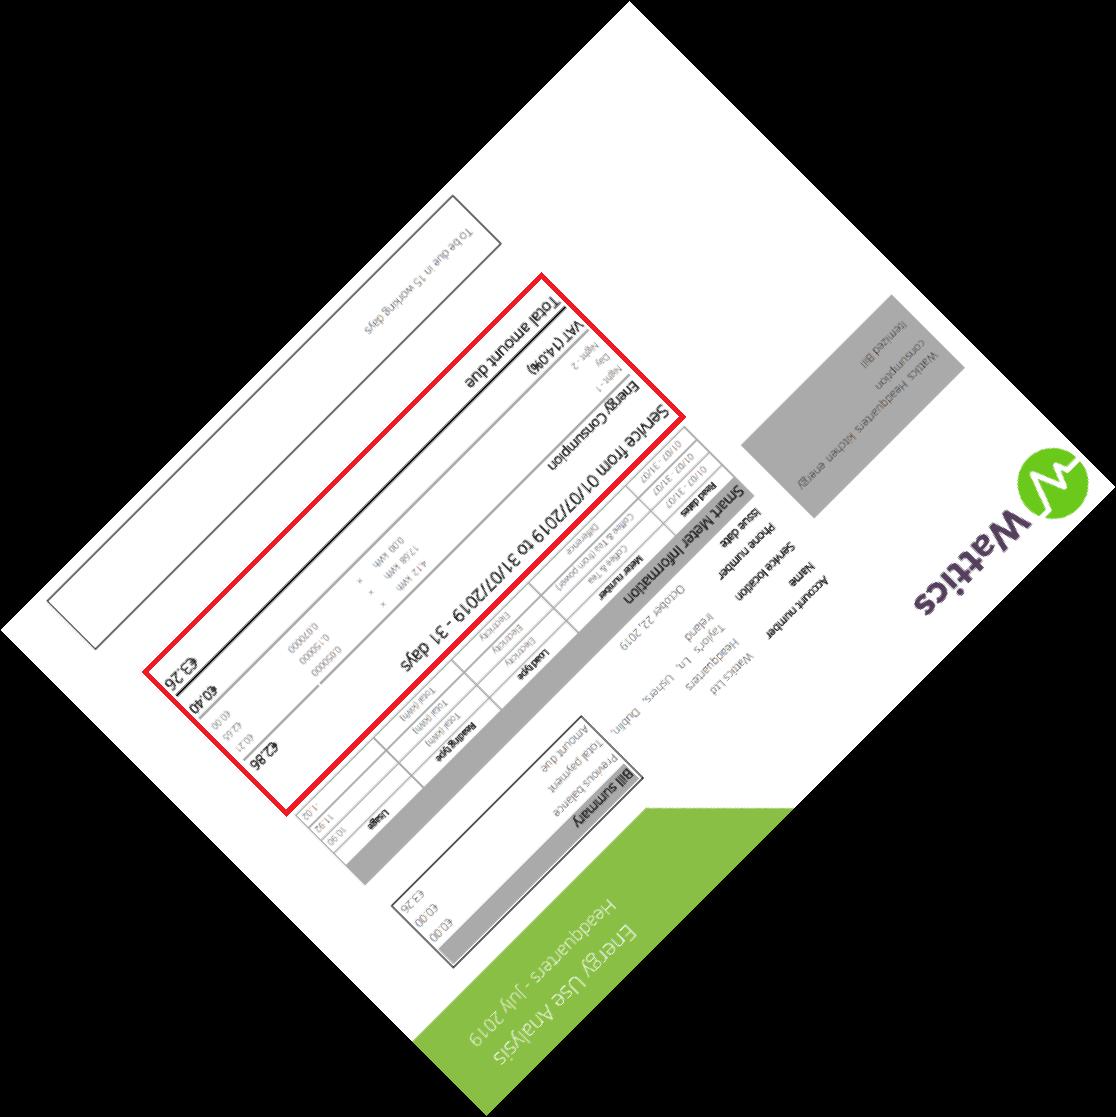 Wattics
Energy Use Analysis
Headquarters - July 2019
Wattics Headquarters kitchen energy
consumption
Itemized Bill
Account number
Name Wattics Ltd
Service location Headquarters
Taylor's Ln, Ushers, Dublin,
Ireland
Phone number
Issue date October 22, 2019
Bill summary
Previous balance €0.00
Total payment €0.00
Amount due €3.26
Smart Meter Information
Read dates Meter number Load type Reading type Usage
01/07 - 31/07 Coffee & Tea Electricity Total (kWh) 10.90
01/07 - 31/07 Coffee & Tea (from power) Electricity Total (kWh) 11.92
01/07 - 31/07 Difference Electricity Total (kWh) -1.02
Service from 01/07/2019 to 31/07/2019 - 31 days
Energy Consumpion €2.86
Night - 1 4.12 kWh x 0.050000 €0.21
Day 17.68 kWh x 0.150000 €2.65
Night - 2 0.00 kWh x 0.070000 €0.00
VAT (14.0%) €0.40
Total amount due €3.26
To be due in 15 working days